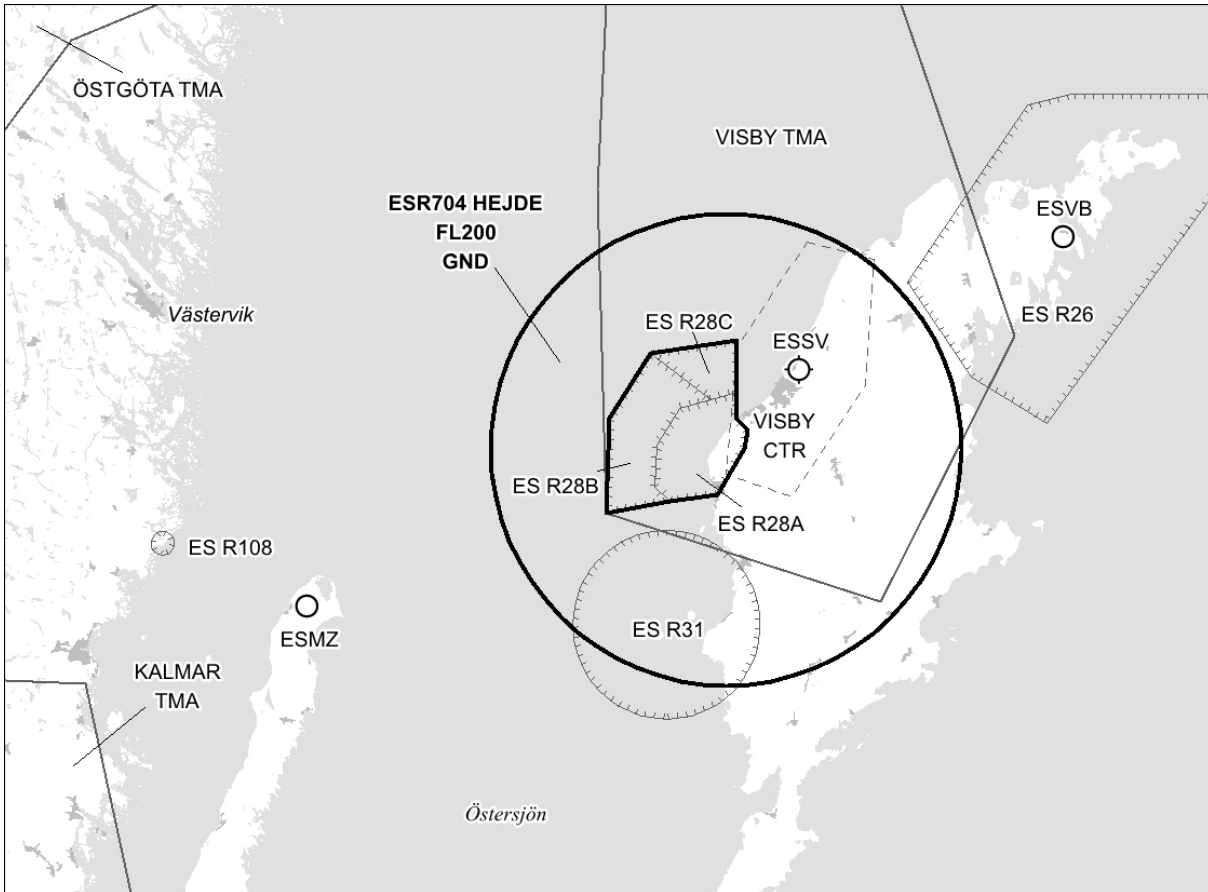 ÖSTGÖTA TMA
VISBY TMA
ESR704 HEJDE
FL200
GND
ESVB
Västervik
ES R26
ES R28C
ESSV
VISBY
CTR
ES R28B
ES R28A
ES R108
ES R31
ESMZ
KALMAR
TMA
Östersjön